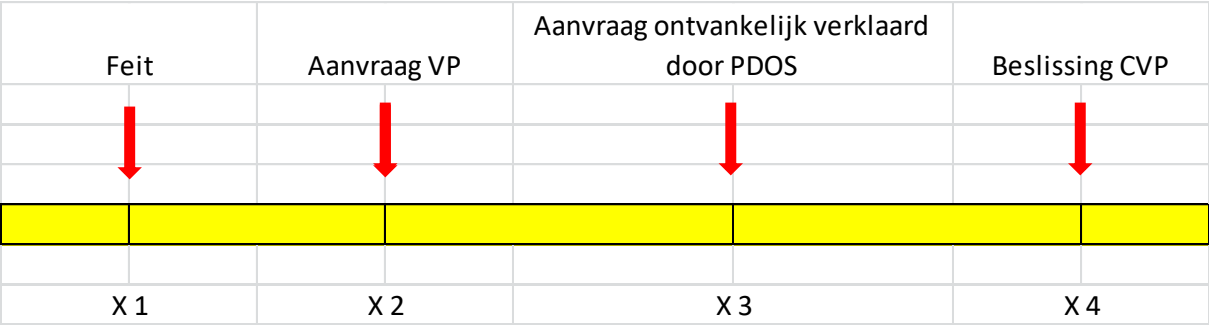 Feit
Aanvraag VP
Aanvraag ontvankelijk verklaard
door PDOS
Beslissing CVP
X 1
X 2
X 3
X 4